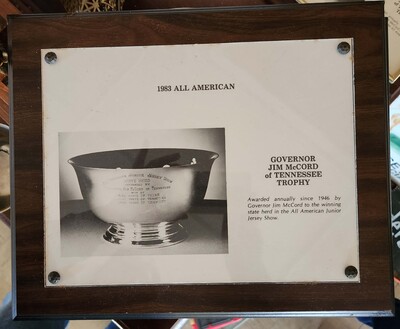 1983 ALL AMERICAN
GOVERNOR
JIM McCORD
of TENNESSEE
TROPHY
Awarded annually since 1946 by
Governor Jim McCord to the winning
state herd in the All American Junior
Jersey Show.